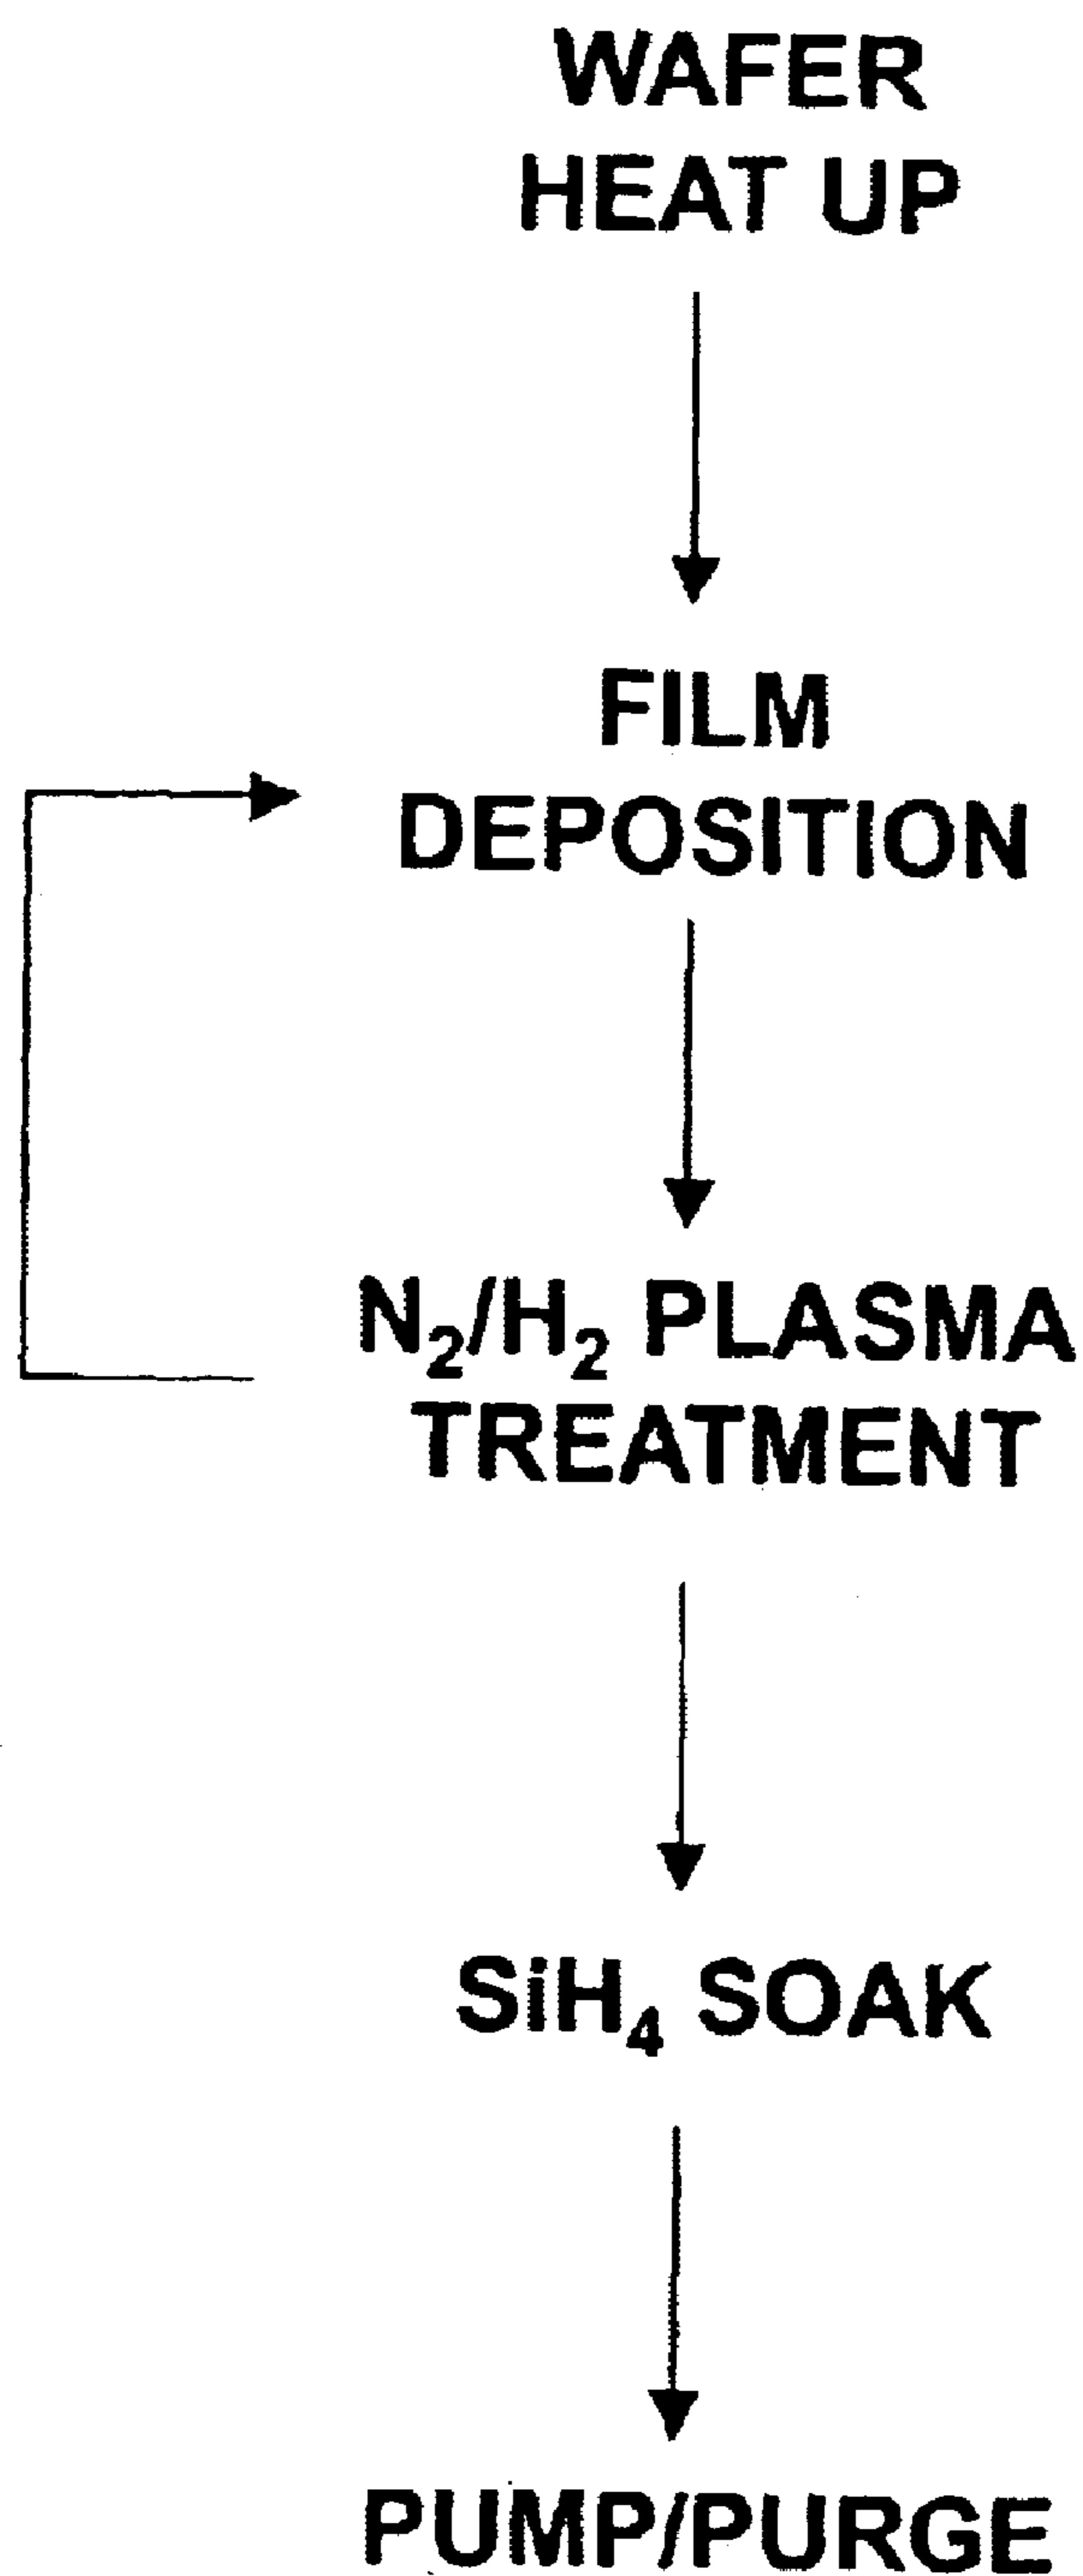 WAFER
HEAT UP
FILM
DEPOSITION
N₂/H₂ PLASMA
TREATMENT
SiH₄ SOAK
PUMP/PURGE